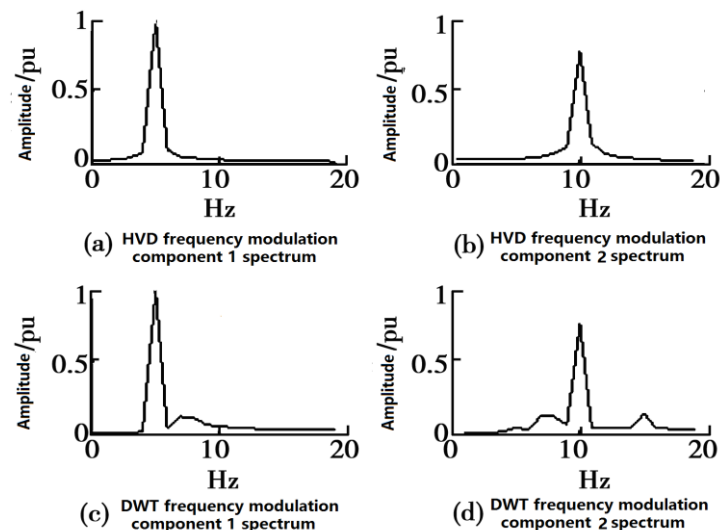 Amplitude/pu
1
0.5
0
0
10
20
Hz
(a) HVD frequency modulation
component 1 spectrum
Amplitude/pu
1
0.5
0
0
10
20
Hz
(b) HVD frequency modulation
component 2 spectrum
Amplitude/pu
1
0.5
0
0
10
20
Hz
(c) DWT frequency modulation
component 1 spectrum
Amplitude/pu
1
0.5
0
0
10
20
Hz
(d) DWT frequency modulation
component 2 spectrum